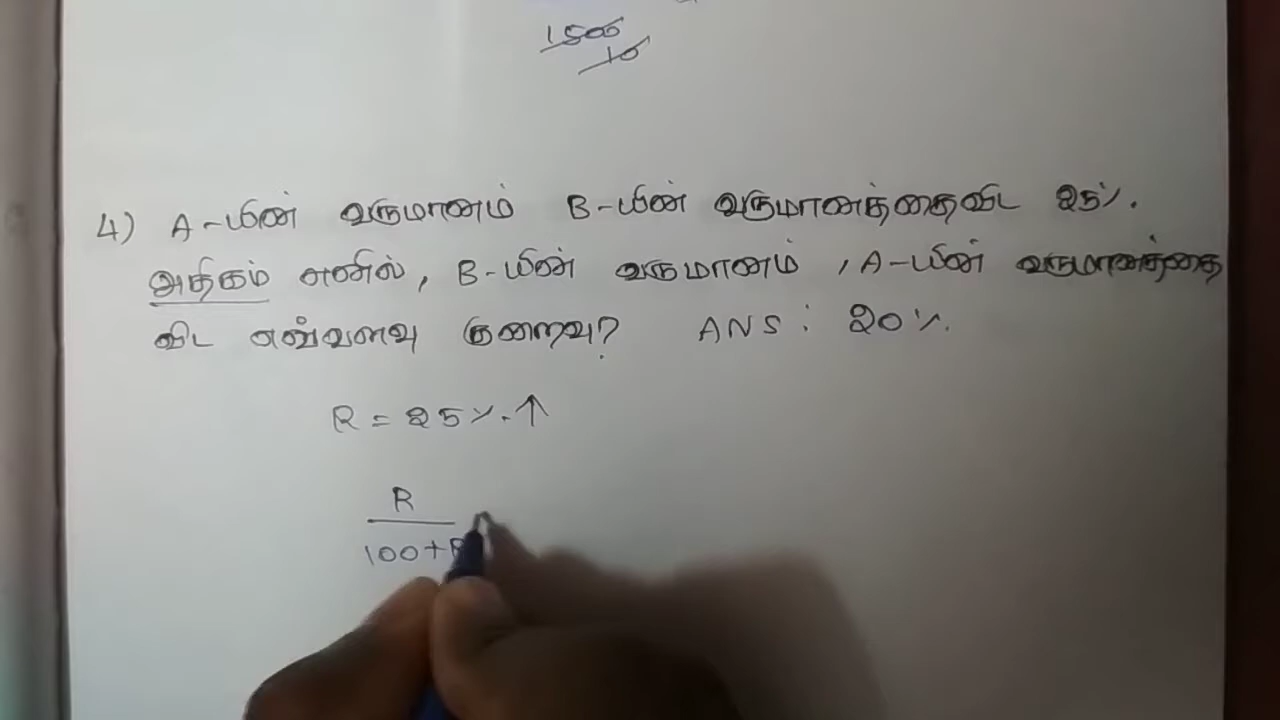 1500
10
4) A-யின் வருமானம் B-யின் வருமானத்தைவிட 25%.
அதிகம் எனில், B-யின் வருமானம் , A-யின் வருமானத்தை
விட எவ்வளவு குறைவு? ANS : 20%.
R = 25%. ↑
R
100+R